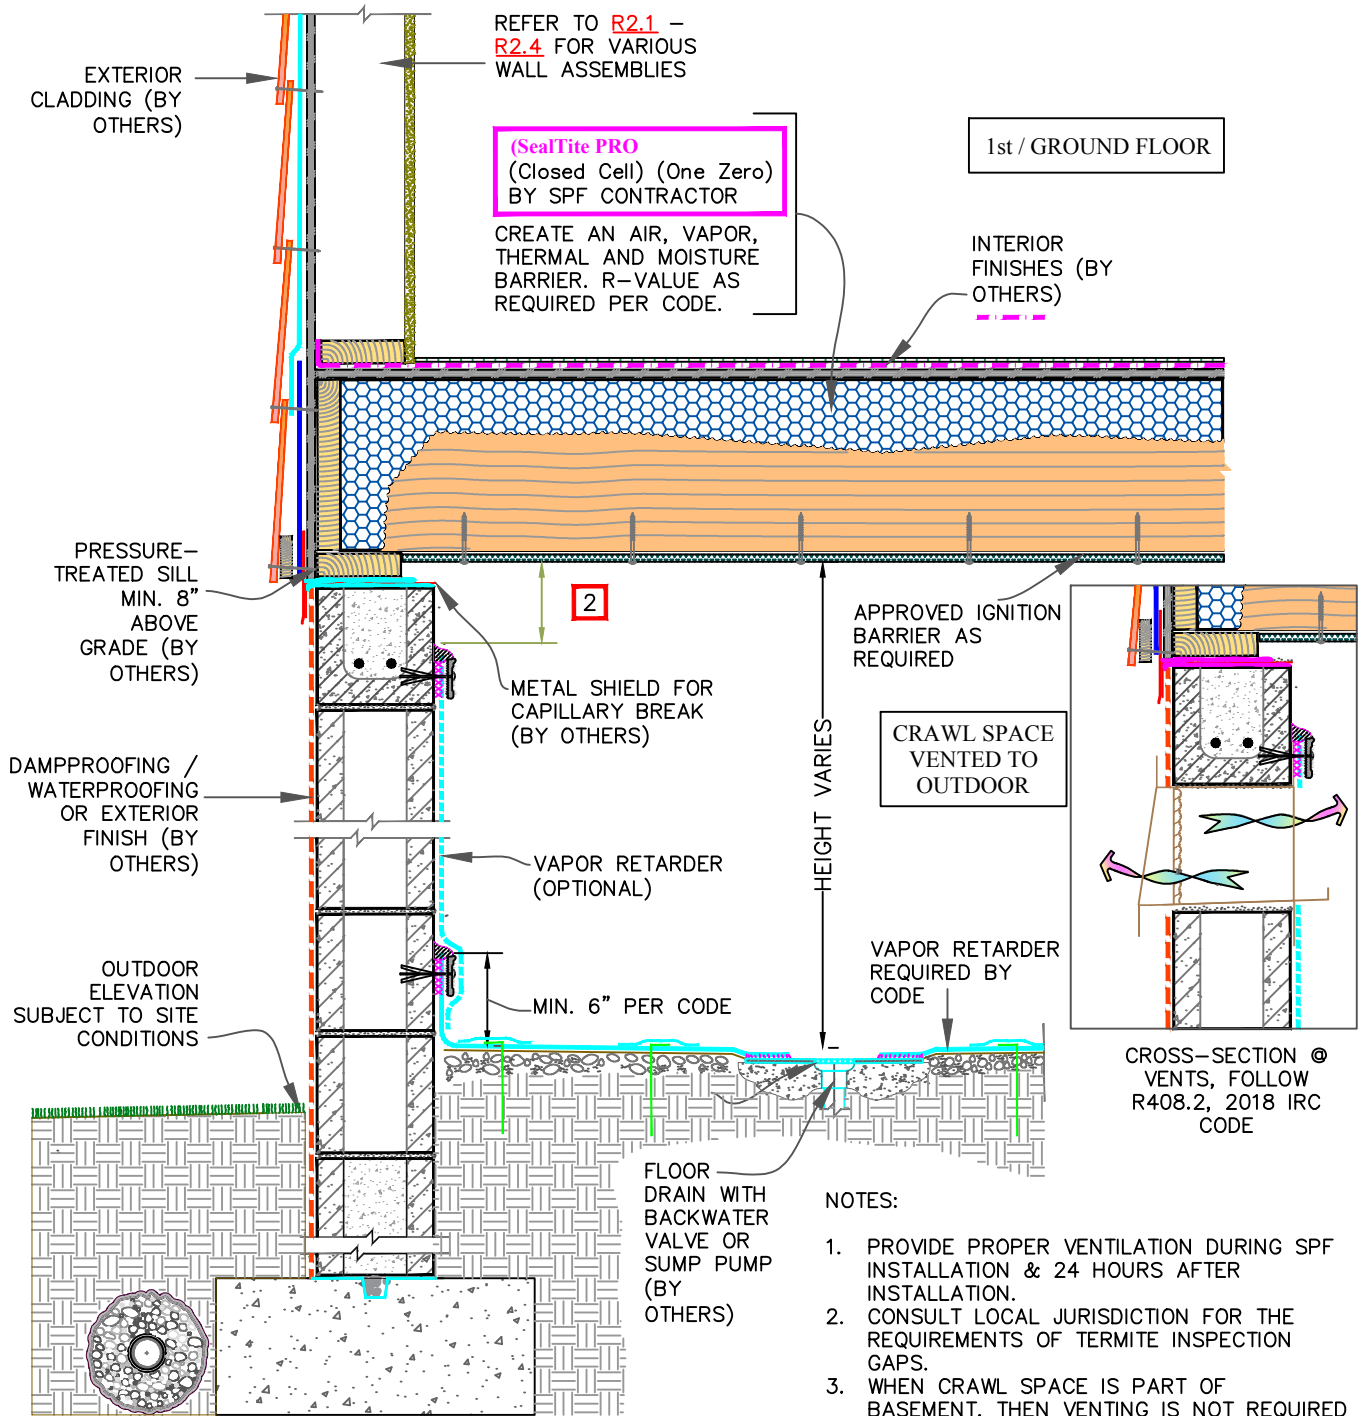 REFER TO R2.1 –
R2.4 FOR VARIOUS
WALL ASSEMBLIES
EXTERIOR
CLADDING (BY
OTHERS)
(SealTite PRO
(Closed Cell) (One Zero)
BY SPF CONTRACTOR
CREATE AN AIR, VAPOR,
THERMAL AND MOISTURE
BARRIER. R–VALUE AS
REQUIRED PER CODE.
1st / GROUND FLOOR
INTERIOR
FINISHES (BY
OTHERS)
PRESSURE–
TREATED SILL
MIN. 8”
ABOVE
GRADE (BY
OTHERS)
2
APPROVED IGNITION
BARRIER AS
REQUIRED
METAL SHIELD FOR
CAPILLARY BREAK
(BY OTHERS)
CRAWL SPACE
VENTED TO
OUTDOOR
HEIGHT VARIES
DAMPPROOFING /
WATERPROOFING
OR EXTERIOR
FINISH (BY
OTHERS)
VAPOR RETARDER
(OPTIONAL)
VAPOR RETARDER
REQUIRED BY
CODE
OUTDOOR
ELEVATION
SUBJECT TO SITE
CONDITIONS
MIN. 6” PER CODE
CROSS–SECTION @
VENTS, FOLLOW
R408.2, 2018 IRC
CODE
FLOOR
DRAIN WITH
BACKWATER
VALVE OR
SUMP PUMP
(BY
OTHERS)
NOTES:
1. PROVIDE PROPER VENTILATION DURING SPF
INSTALLATION & 24 HOURS AFTER
INSTALLATION.
2. CONSULT LOCAL JURISDICTION FOR THE
REQUIREMENTS OF TERMITE INSPECTION
GAPS.
3. WHEN CRAWL SPACE IS PART OF
BASEMENT, THEN VENTING IS NOT REQUIRED